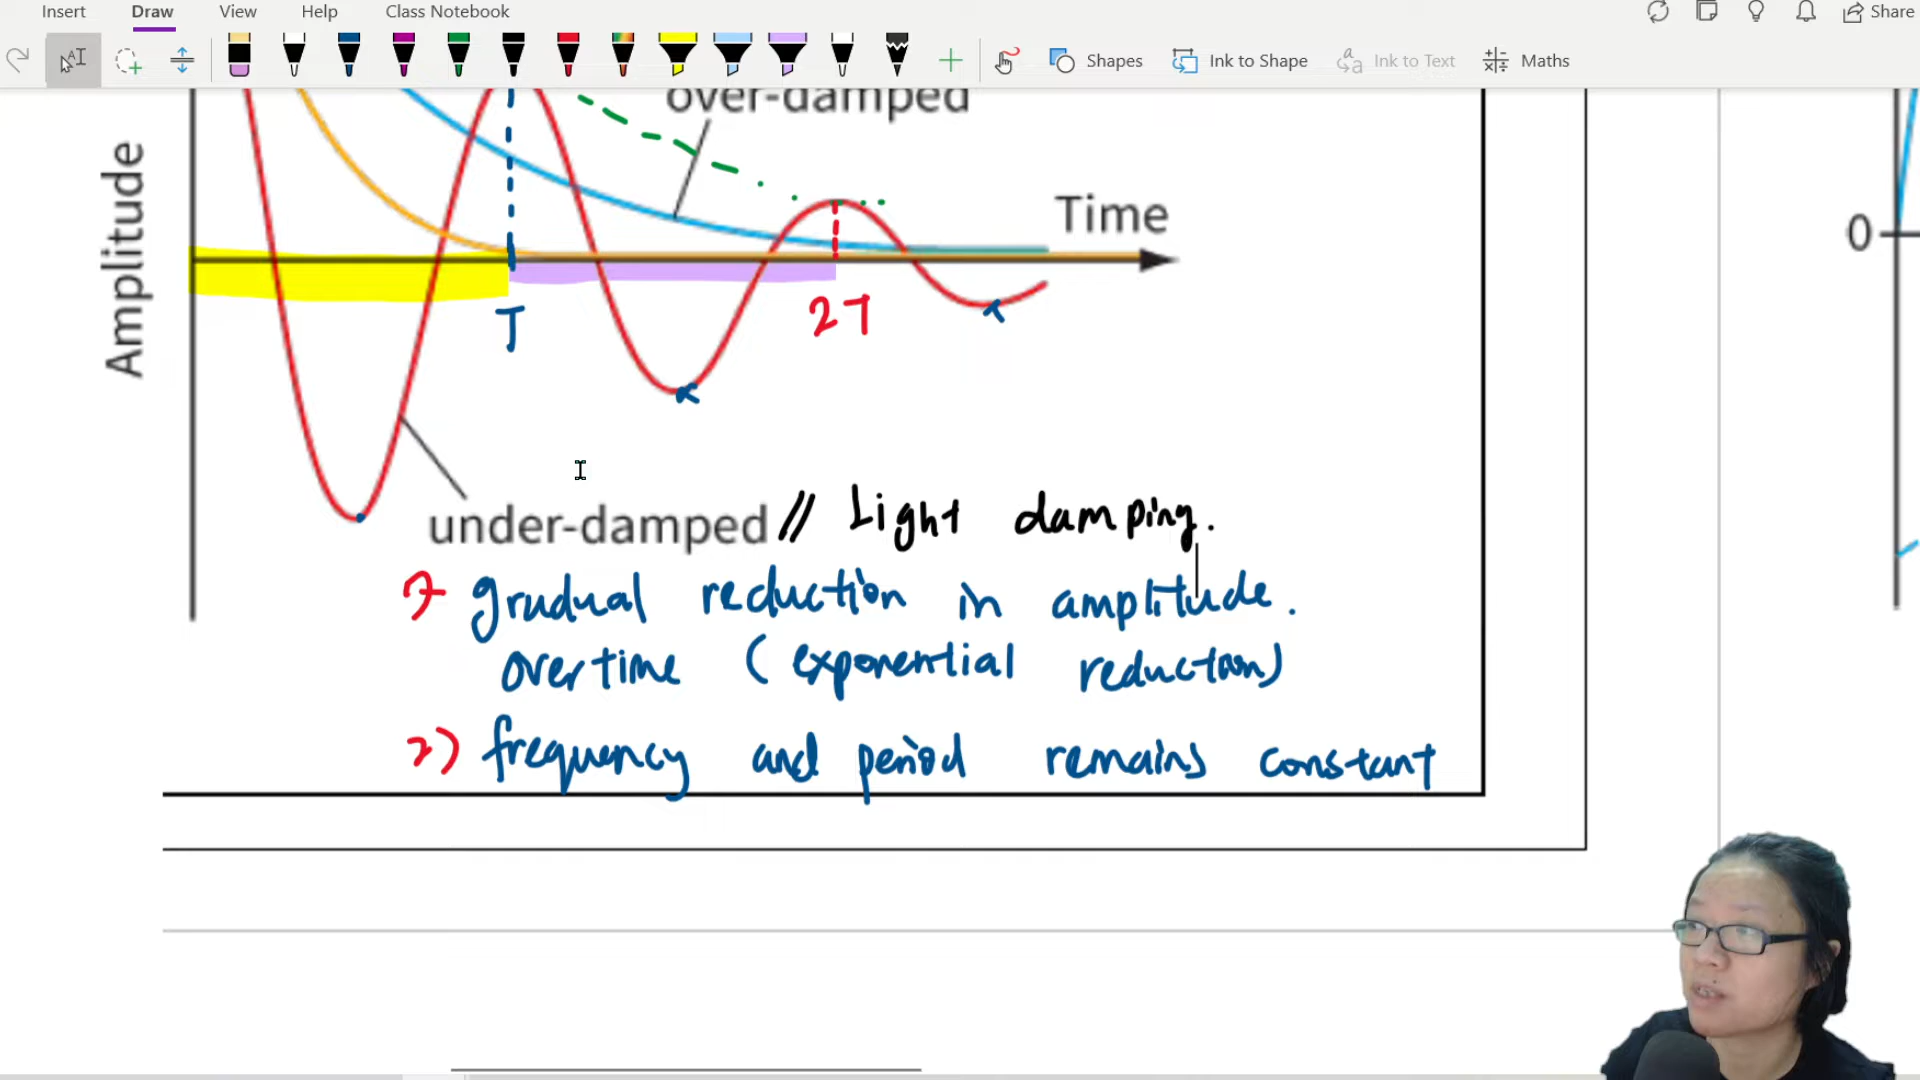 Insert Draw View Help Class Notebook Share
Shapes Ink to Shape Ink to Text Maths
over-damped
Amplitude
Time
0
T
2T
under-damped // Light damping.
1) gradual reduction in amplitude.
overtime (exponential reduction)
2) frequency and period remains constant